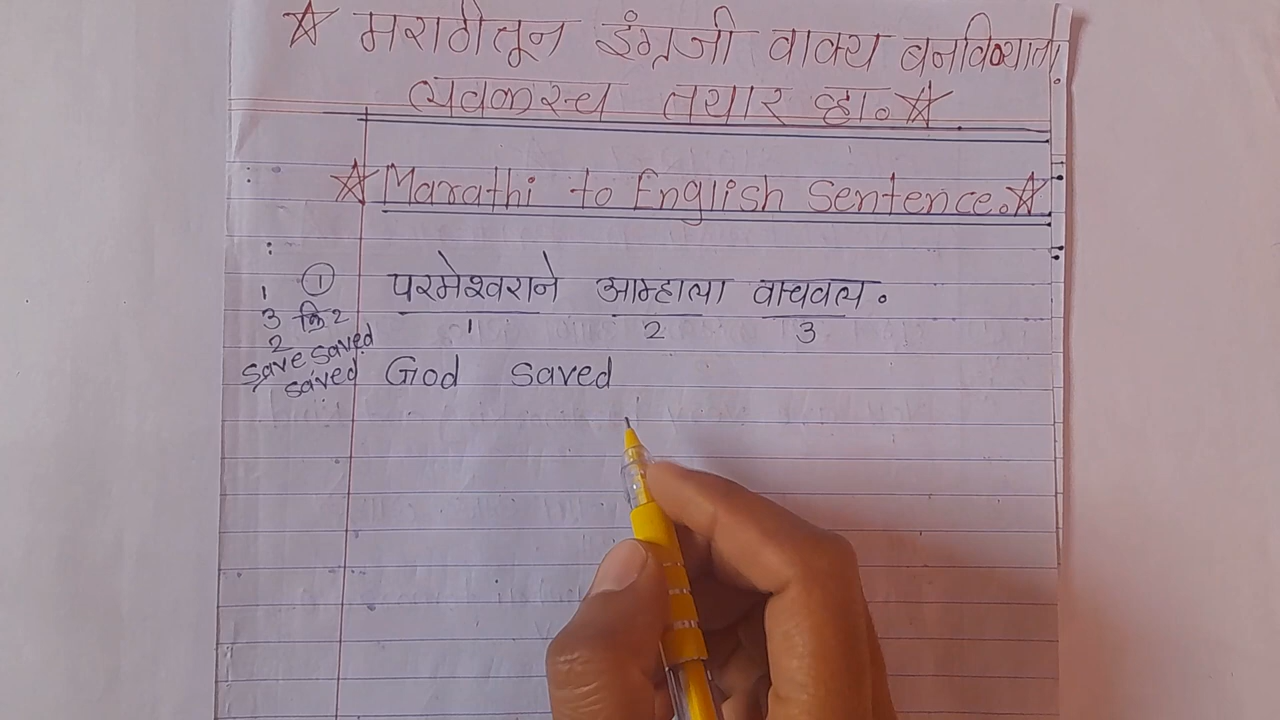 ☆ मराठीतून इंग्रजी वाक्य बनविण्याला
त्यवकरच तयार व्हा. ☆
☆ Marathi to English Sentence. ☆
① परमेश्वराने आम्हाला वाचवल.
1 2 3
1
3 क्रि2
2
save saved
saved
God saved